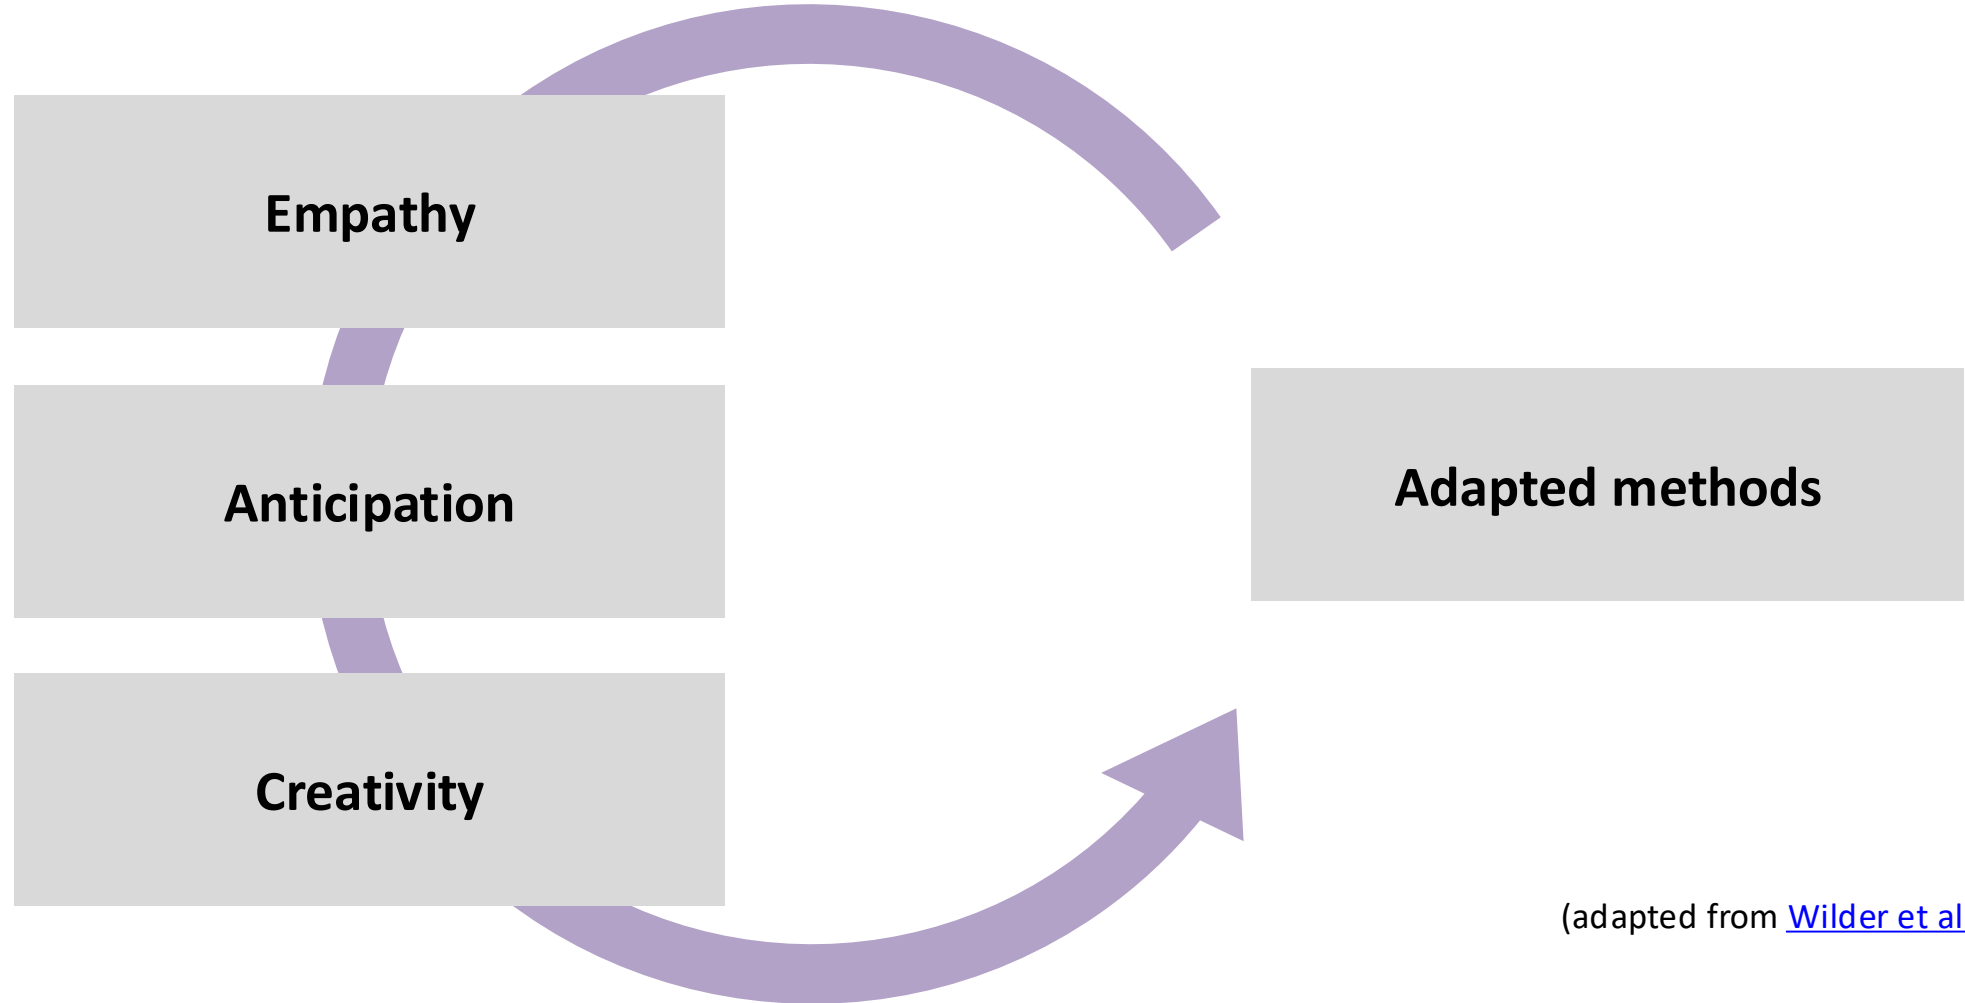 Empathy
Anticipation
Adapted methods
Creativity
(adapted from Wilder et al